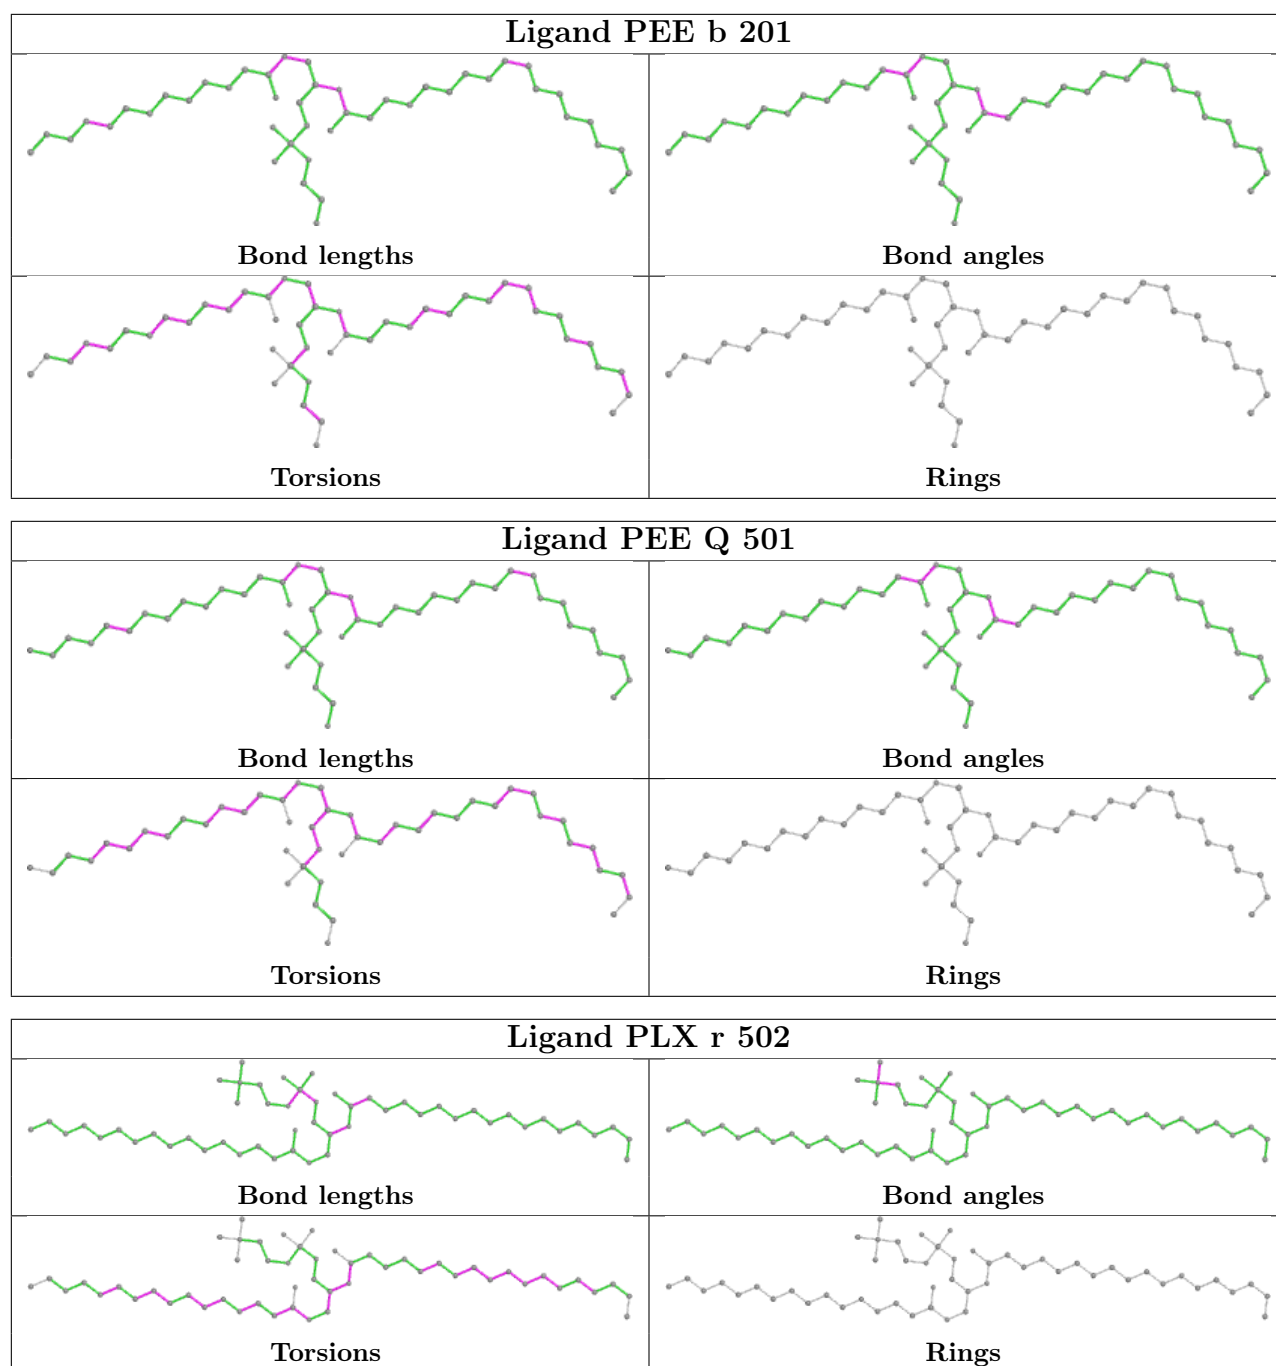 Ligand PEE b 201
Bond lengths
Bond angles
Torsions
Rings
Ligand PEE Q 501
Bond lengths
Bond angles
Torsions
Rings
Ligand PLX r 502
Bond lengths
Bond angles
Torsions
Rings